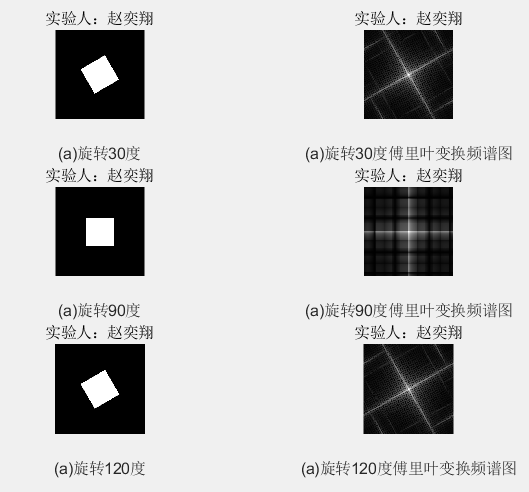 实验人：赵奕翔
实验人：赵奕翔
(a)旋转30度
(a)旋转30度傅里叶变换频谱图
实验人：赵奕翔
实验人：赵奕翔
(a)旋转90度
(a)旋转90度傅里叶变换频谱图
实验人：赵奕翔
实验人：赵奕翔
(a)旋转120度
(a)旋转120度傅里叶变换频谱图